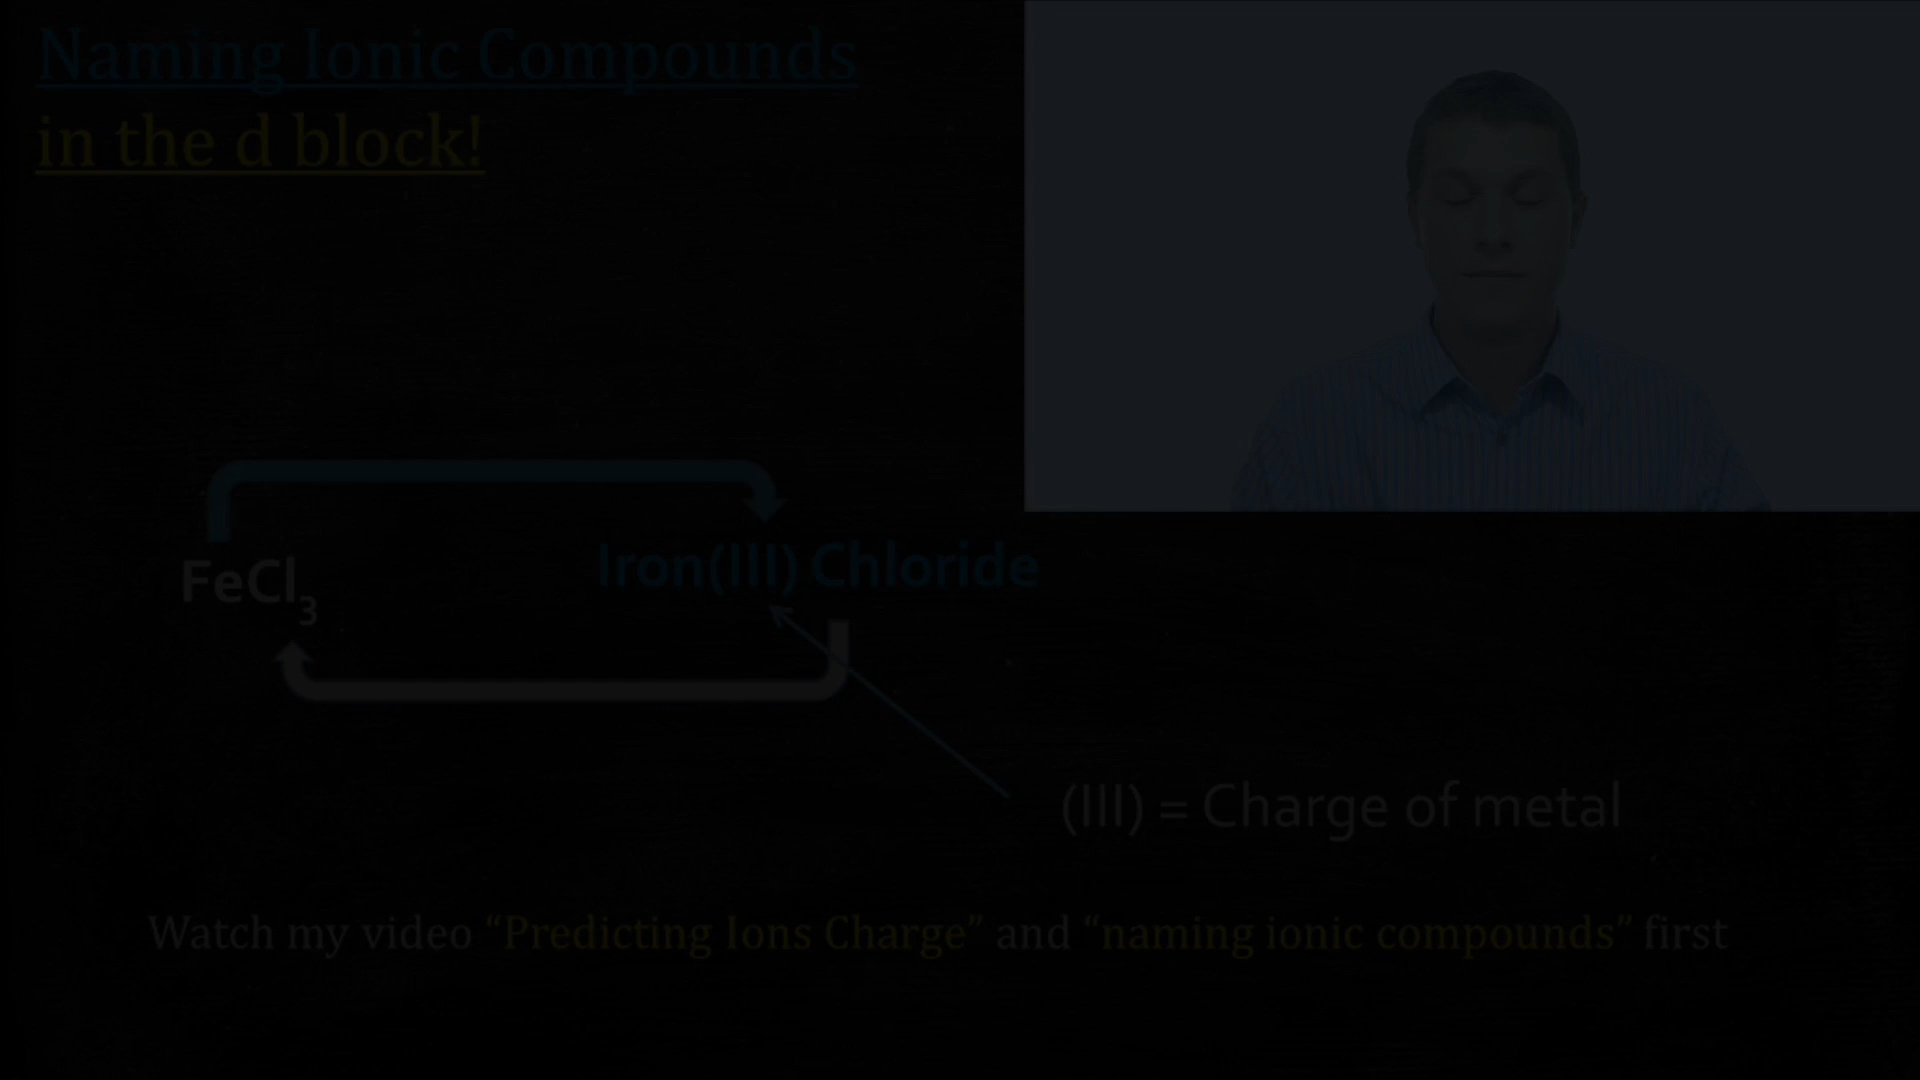 Naming Ionic Compounds
in the d block!
FeCl₃
Iron(III) Chloride
(III) = Charge of metal
Watch my video “Predicting Ions Charge” and “naming ionic compounds” first